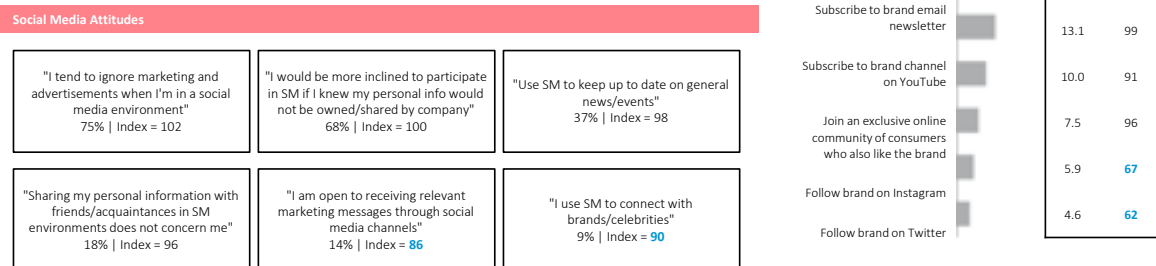 Social Media Attitudes
"I tend to ignore marketing and
advertisements when I'm in a social
media environment"
75% | Index = 102
"I would be more inclined to participate
in SM if I knew my personal info would
not be owned/shared by company"
68% | Index = 100
"Use SM to keep up to date on general
news/events"
37% | Index = 98
"Sharing my personal information with
friends/acquaintances in SM
environments does not concern me"
18% | Index = 96
"I am open to receiving relevant
marketing messages through social
media channels"
14% | Index = 86
"I use SM to connect with
brands/celebrities"
9% | Index = 90
Subscribe to brand email
newsletter
13.1 99
Subscribe to brand channel
on YouTube
10.0 91
Join an exclusive online
community of consumers
who also like the brand
7.5 96
Follow brand on Instagram
5.9 67
Follow brand on Twitter
4.6 62